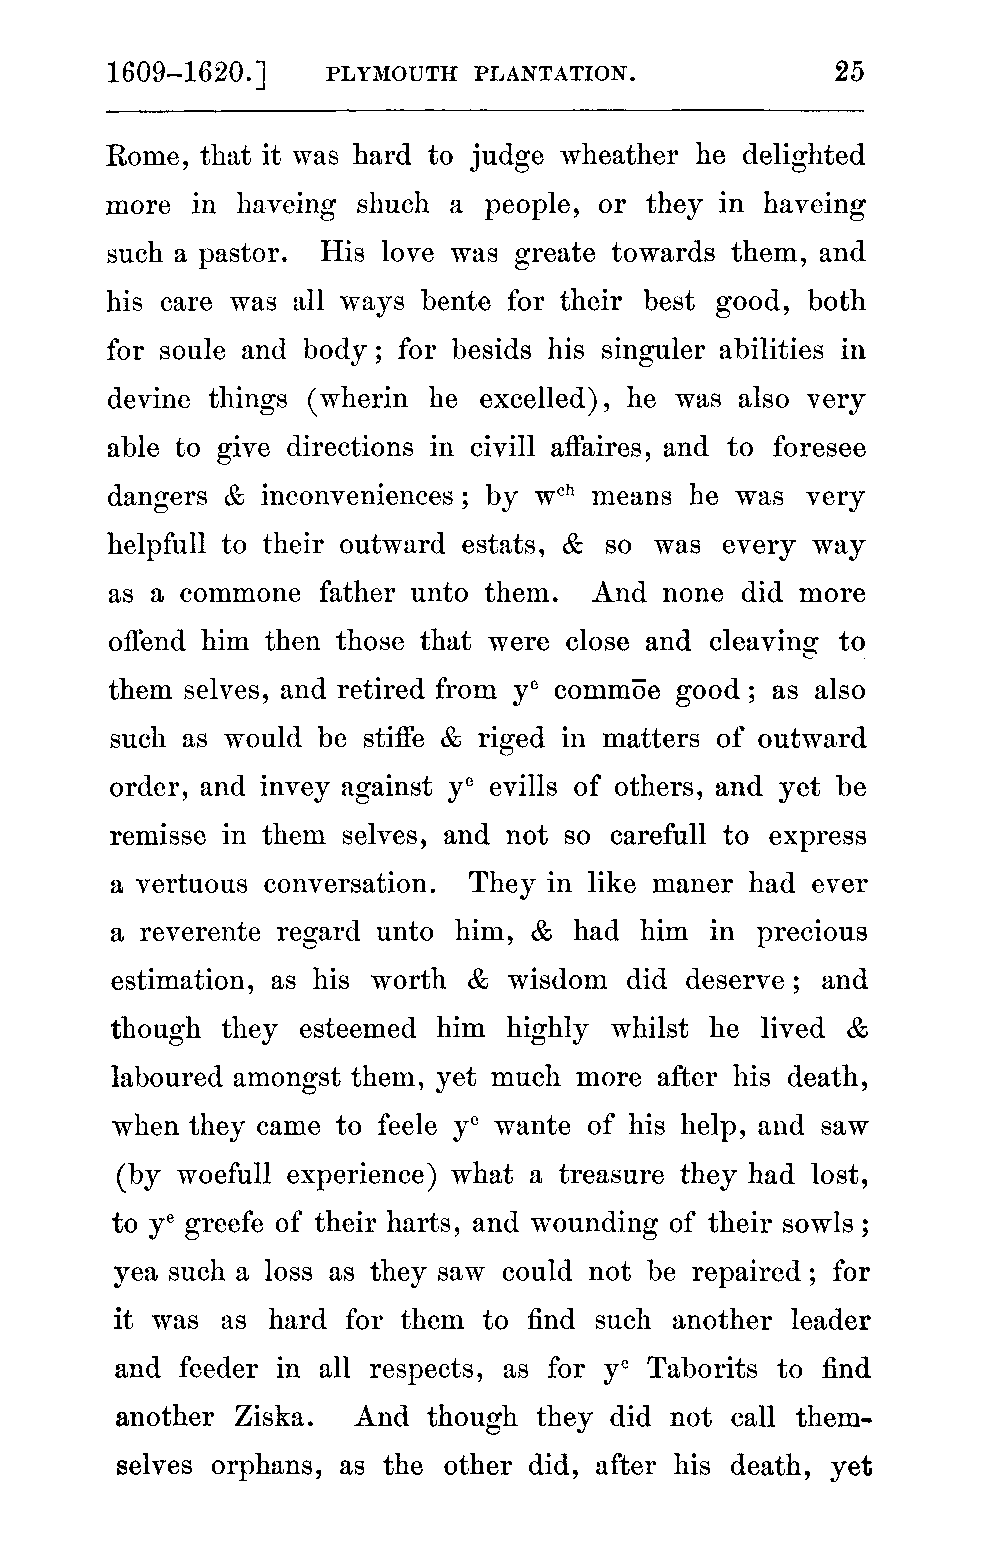 1609–1620.] PLYMOUTH PLANTATION. 25
Rome, that it was hard to judge wheather he delighted
more in haveing shuch a people, or they in haveing
such a pastor. His love was greate towards them, and
his care was all ways bente for their best good, both
for soule and body; for besids his singuler abilities in
devine things (wherin he excelled), he was also very
able to give directions in civill affaires, and to foresee
dangers & inconveniences; by wᶜʰ means he was very
helpfull to their outward estats, & so was every way
as a commone father unto them. And none did more
offend him then those that were close and cleaving to
them selves, and retired from yᵉ commōe good; as also
such as would be stiffe & riged in matters of outward
order, and invey against yᵉ evills of others, and yet be
remisse in them selves, and not so carefull to express
a vertuous conversation. They in like maner had ever
a reverente regard unto him, & had him in precious
estimation, as his worth & wisdom did deserve; and
though they esteemed him highly whilst he lived &
laboured amongst them, yet much more after his death,
when they came to feele yᵉ wante of his help, and saw
(by woefull experience) what a treasure they had lost,
to yᵉ greefe of their harts, and wounding of their sowls;
yea such a loss as they saw could not be repaired; for
it was as hard for them to find such another leader
and feeder in all respects, as for yᵉ Taborits to find
another Ziska. And though they did not call them-
selves orphans, as the other did, after his death, yet